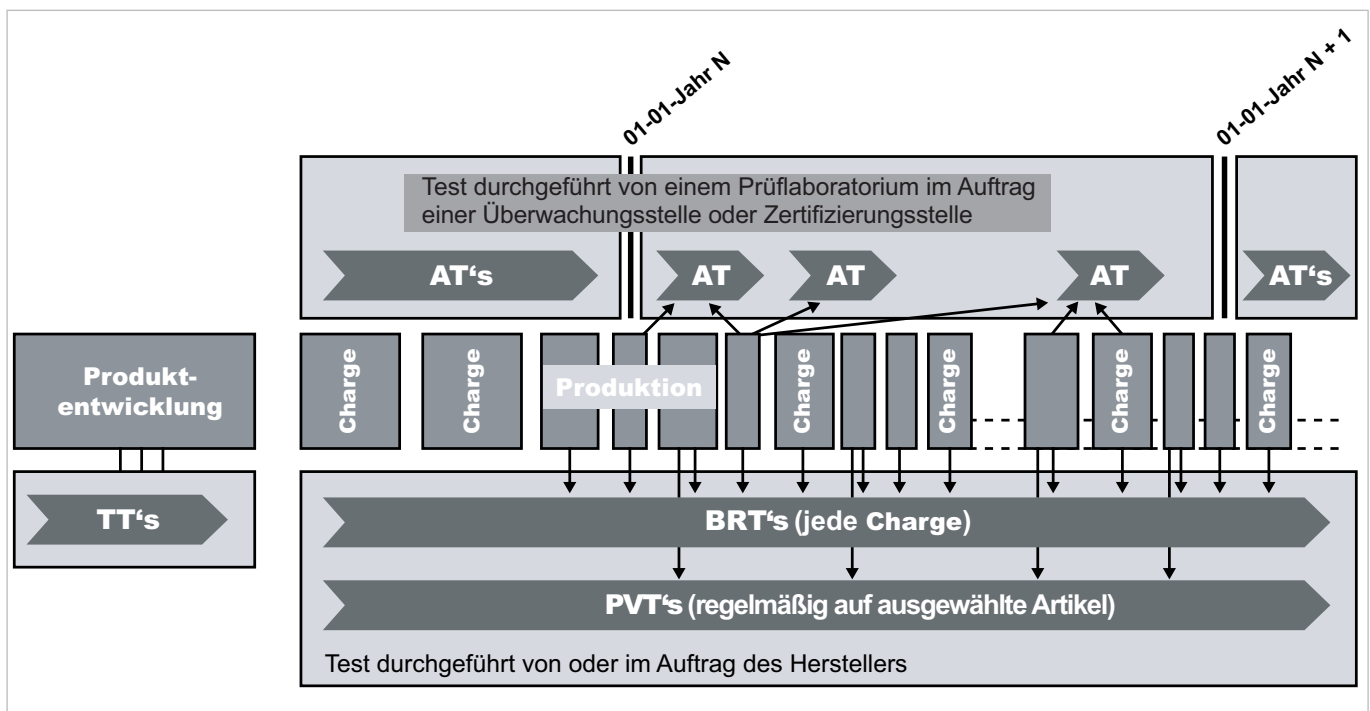 01-01-Jahr N
01-01-Jahr N + 1
Test durchgeführt von einem Prüflaboratorium im Auftrag
einer Überwachungsstelle oder Zertifizierungsstelle
AT‘s
AT
AT
AT
AT‘s
Produkt-
entwicklung
Charge
Charge
Produktion
Charge
Charge
Charge
Charge
TT‘s
BRT‘s (jede Charge)
PVT‘s (regelmäßig auf ausgewählte Artikel)
Test durchgeführt von oder im Auftrag des Herstellers